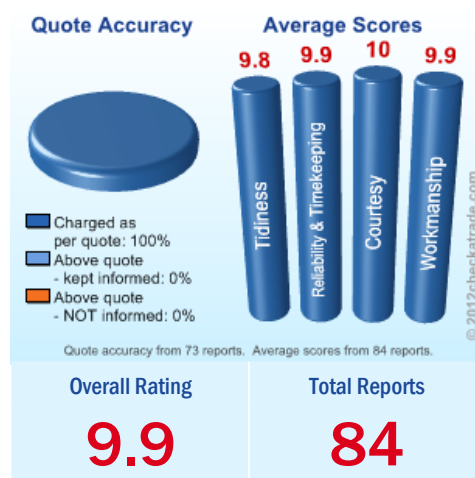 Quote Accuracy
Average Scores
9.8
9.9
10
9.9
Tidiness
Reliability & Timekeeping
Courtesy
Workmanship
Charged as
per quote: 100%
Above quote
- kept informed: 0%
Above quote
- NOT informed: 0%
© 2012checkatrade.com
Quote accuracy from 73 reports. Average scores from 84 reports.
Overall Rating
Total Reports
9.9
84